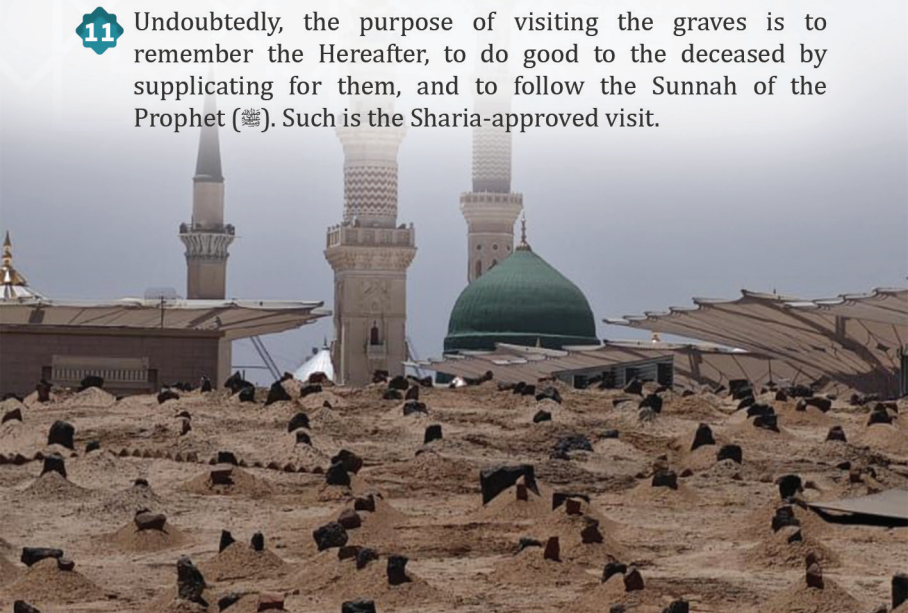 11 Undoubtedly, the purpose of visiting the graves is to
remember the Hereafter, to do good to the deceased by
supplicating for them, and to follow the Sunnah of the
Prophet (ﷺ). Such is the Sharia-approved visit.